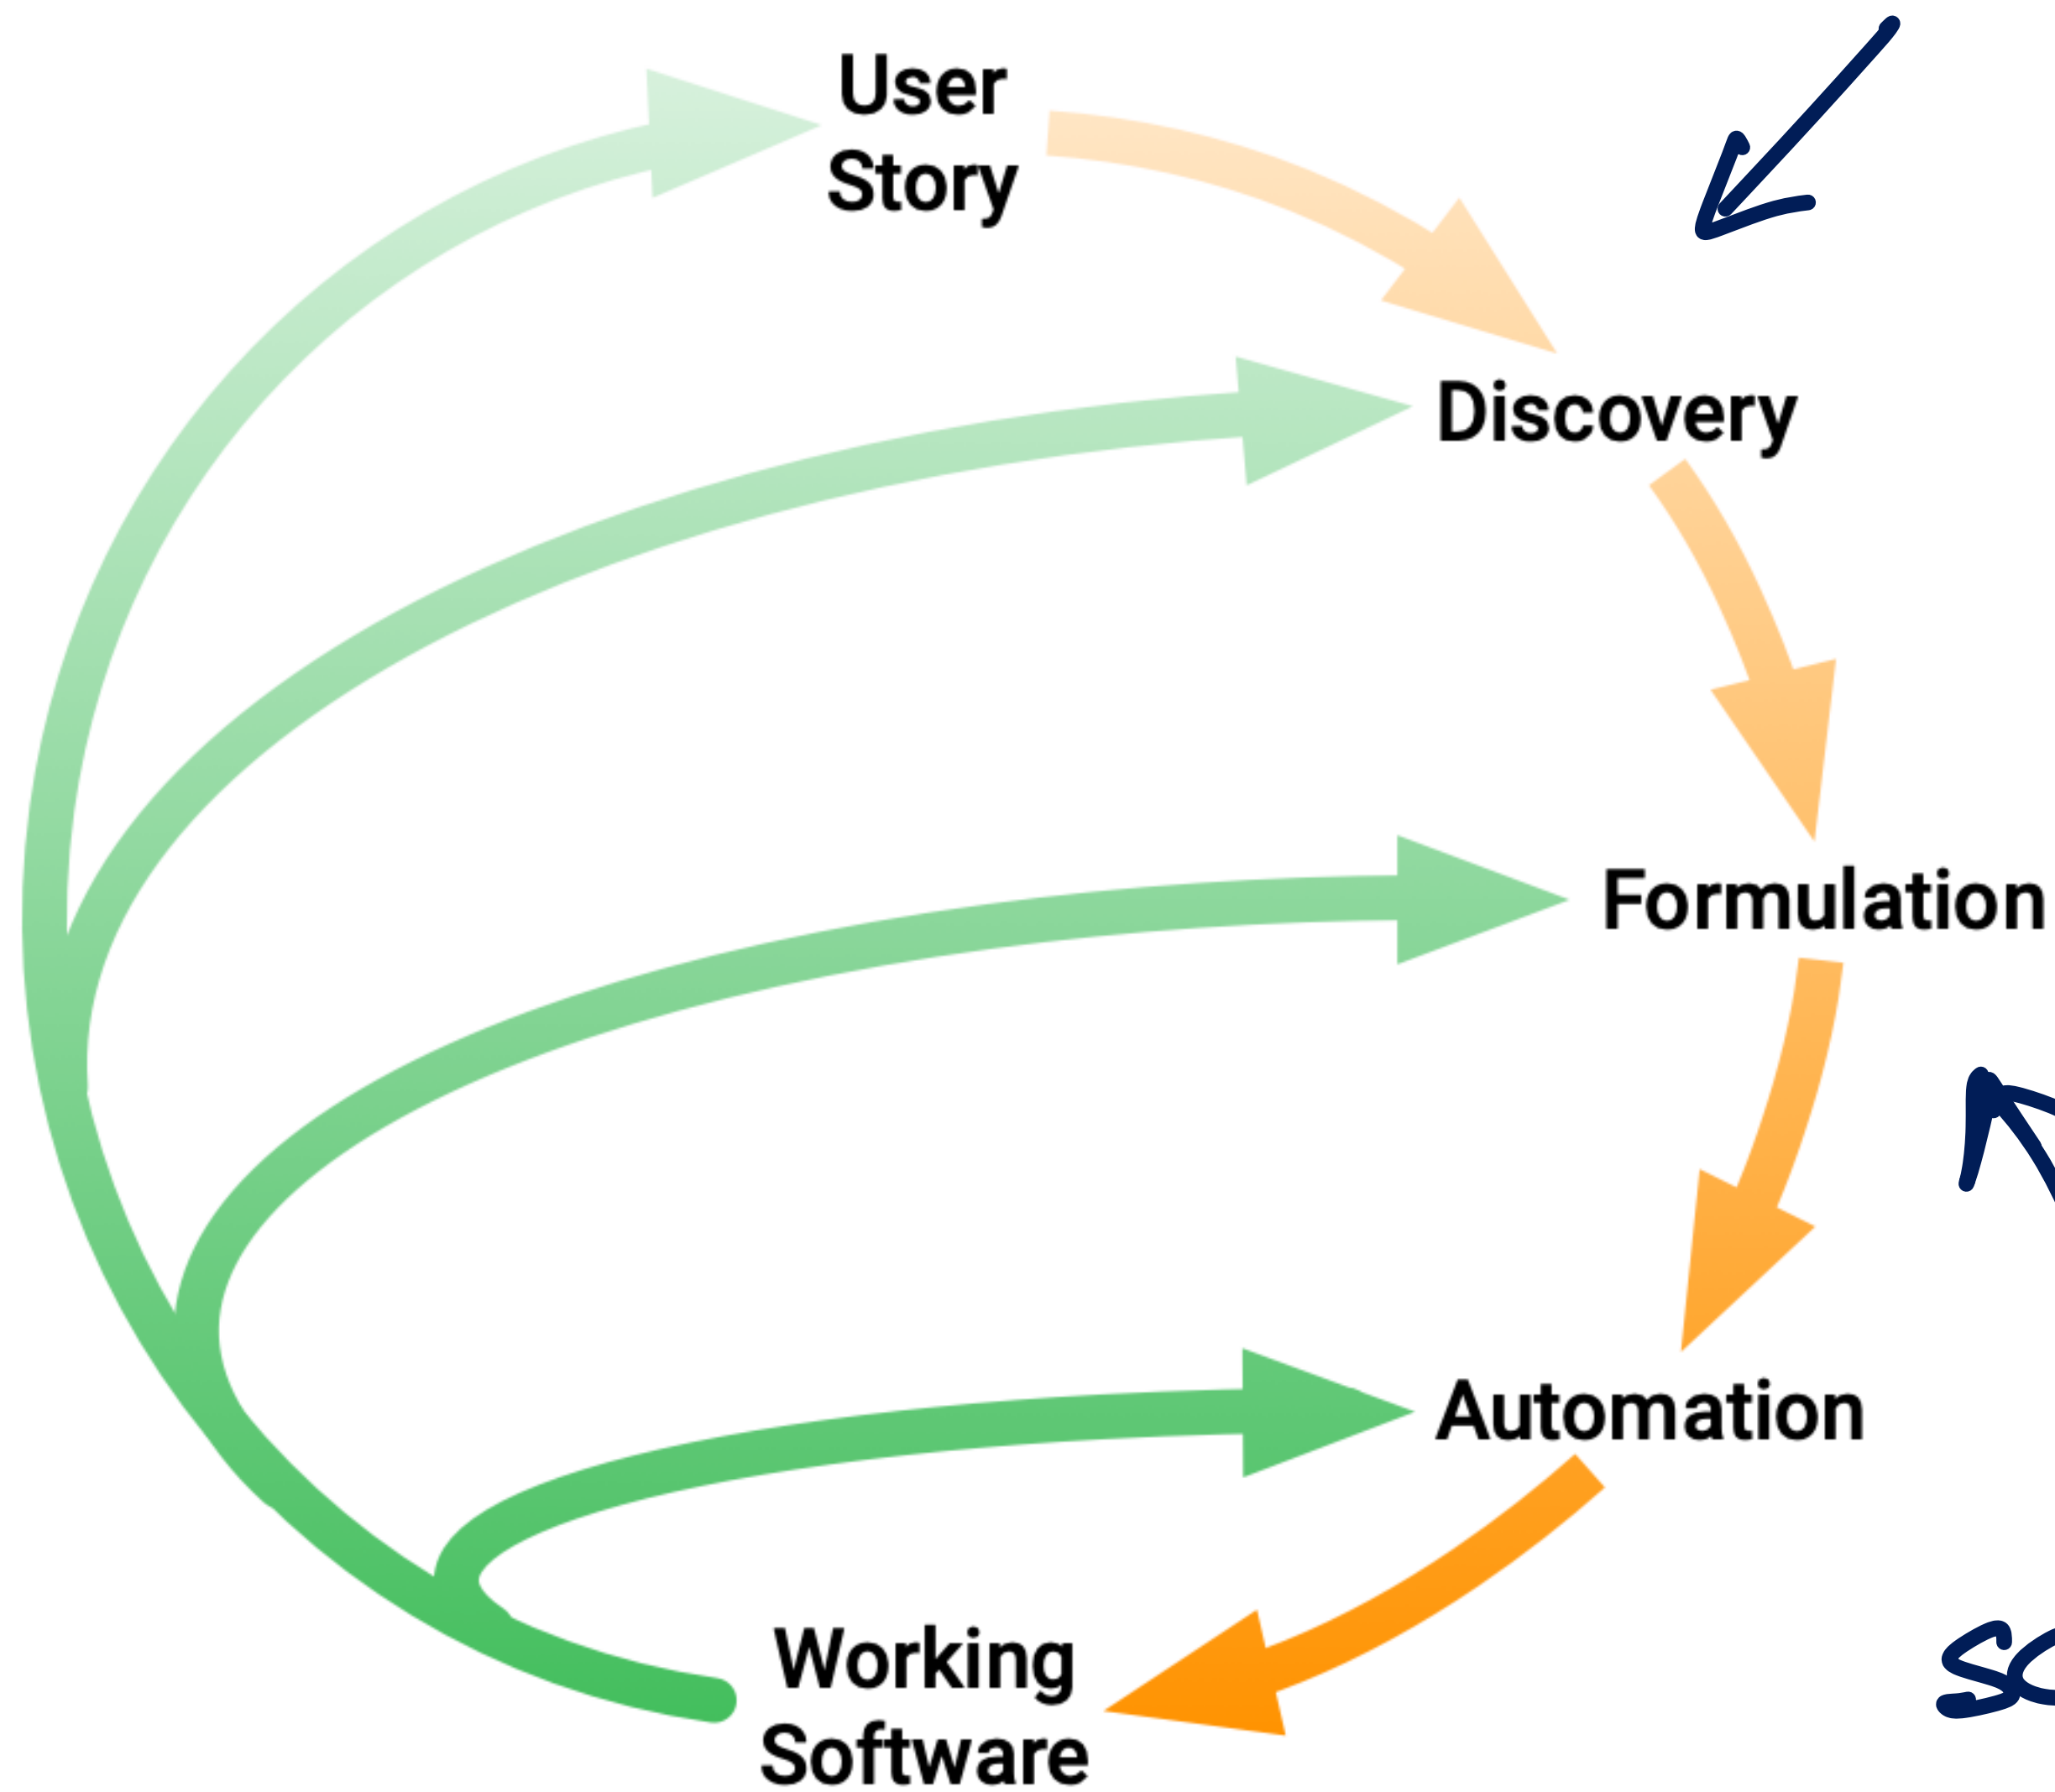 User
Story
Discovery
Formulation
Automation
Working
Software